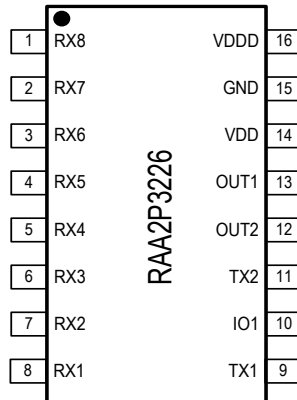 1 RX8 VDDD 16
2 RX7 GND 15
3 RX6 VDD 14
4 RX5 OUT1 13
5 RX4 OUT2 12
6 RX3 TX2 11
7 RX2 IO1 10
8 RX1 TX1 9
RAA2P3226